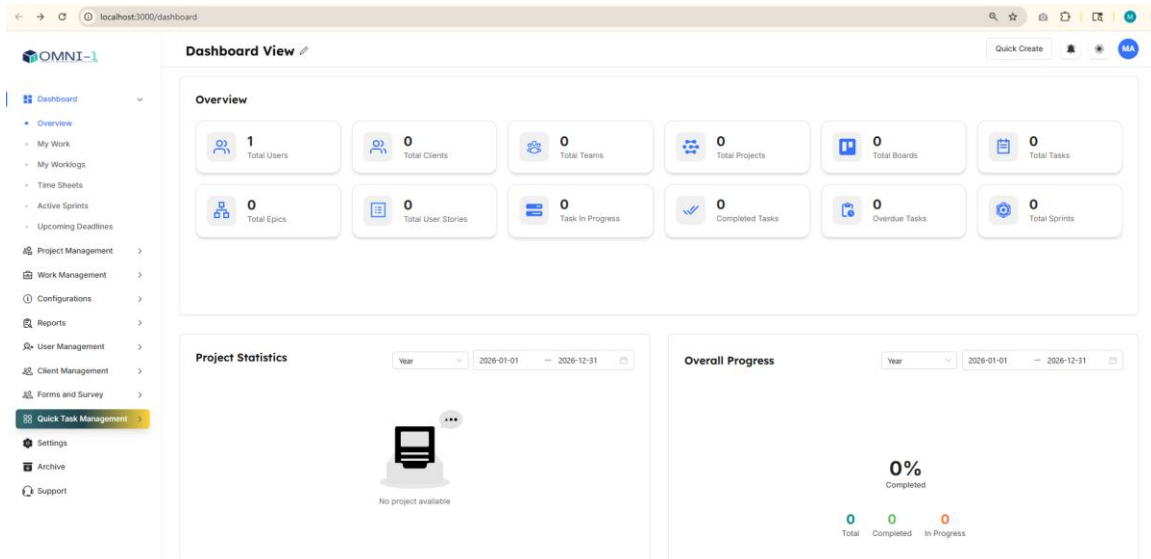 localhost:3000/dashboard
M
OMNI-1
Dashboard View
Quick Create
MA
Dashboard
Overview
My Work
My Worklogs
Time Sheets
Active Sprints
Upcoming Deadlines
Project Management
Work Management
Configurations
Reports
User Management
Client Management
Forms and Survey
Quick Task Management
Settings
Archive
Support
Overview
1
Total Users
0
Total Clients
0
Total Teams
0
Total Projects
0
Total Boards
0
Total Tasks
0
Total Epics
0
Total User Stories
0
Task In Progress
0
Completed Tasks
0
Overdue Tasks
0
Total Sprints
Project Statistics
Year
2026-01-01 → 2026-12-31
No project available
Overall Progress
Year
2026-01-01 → 2026-12-31
0%
Completed
0 0 0
Total Completed In Progress